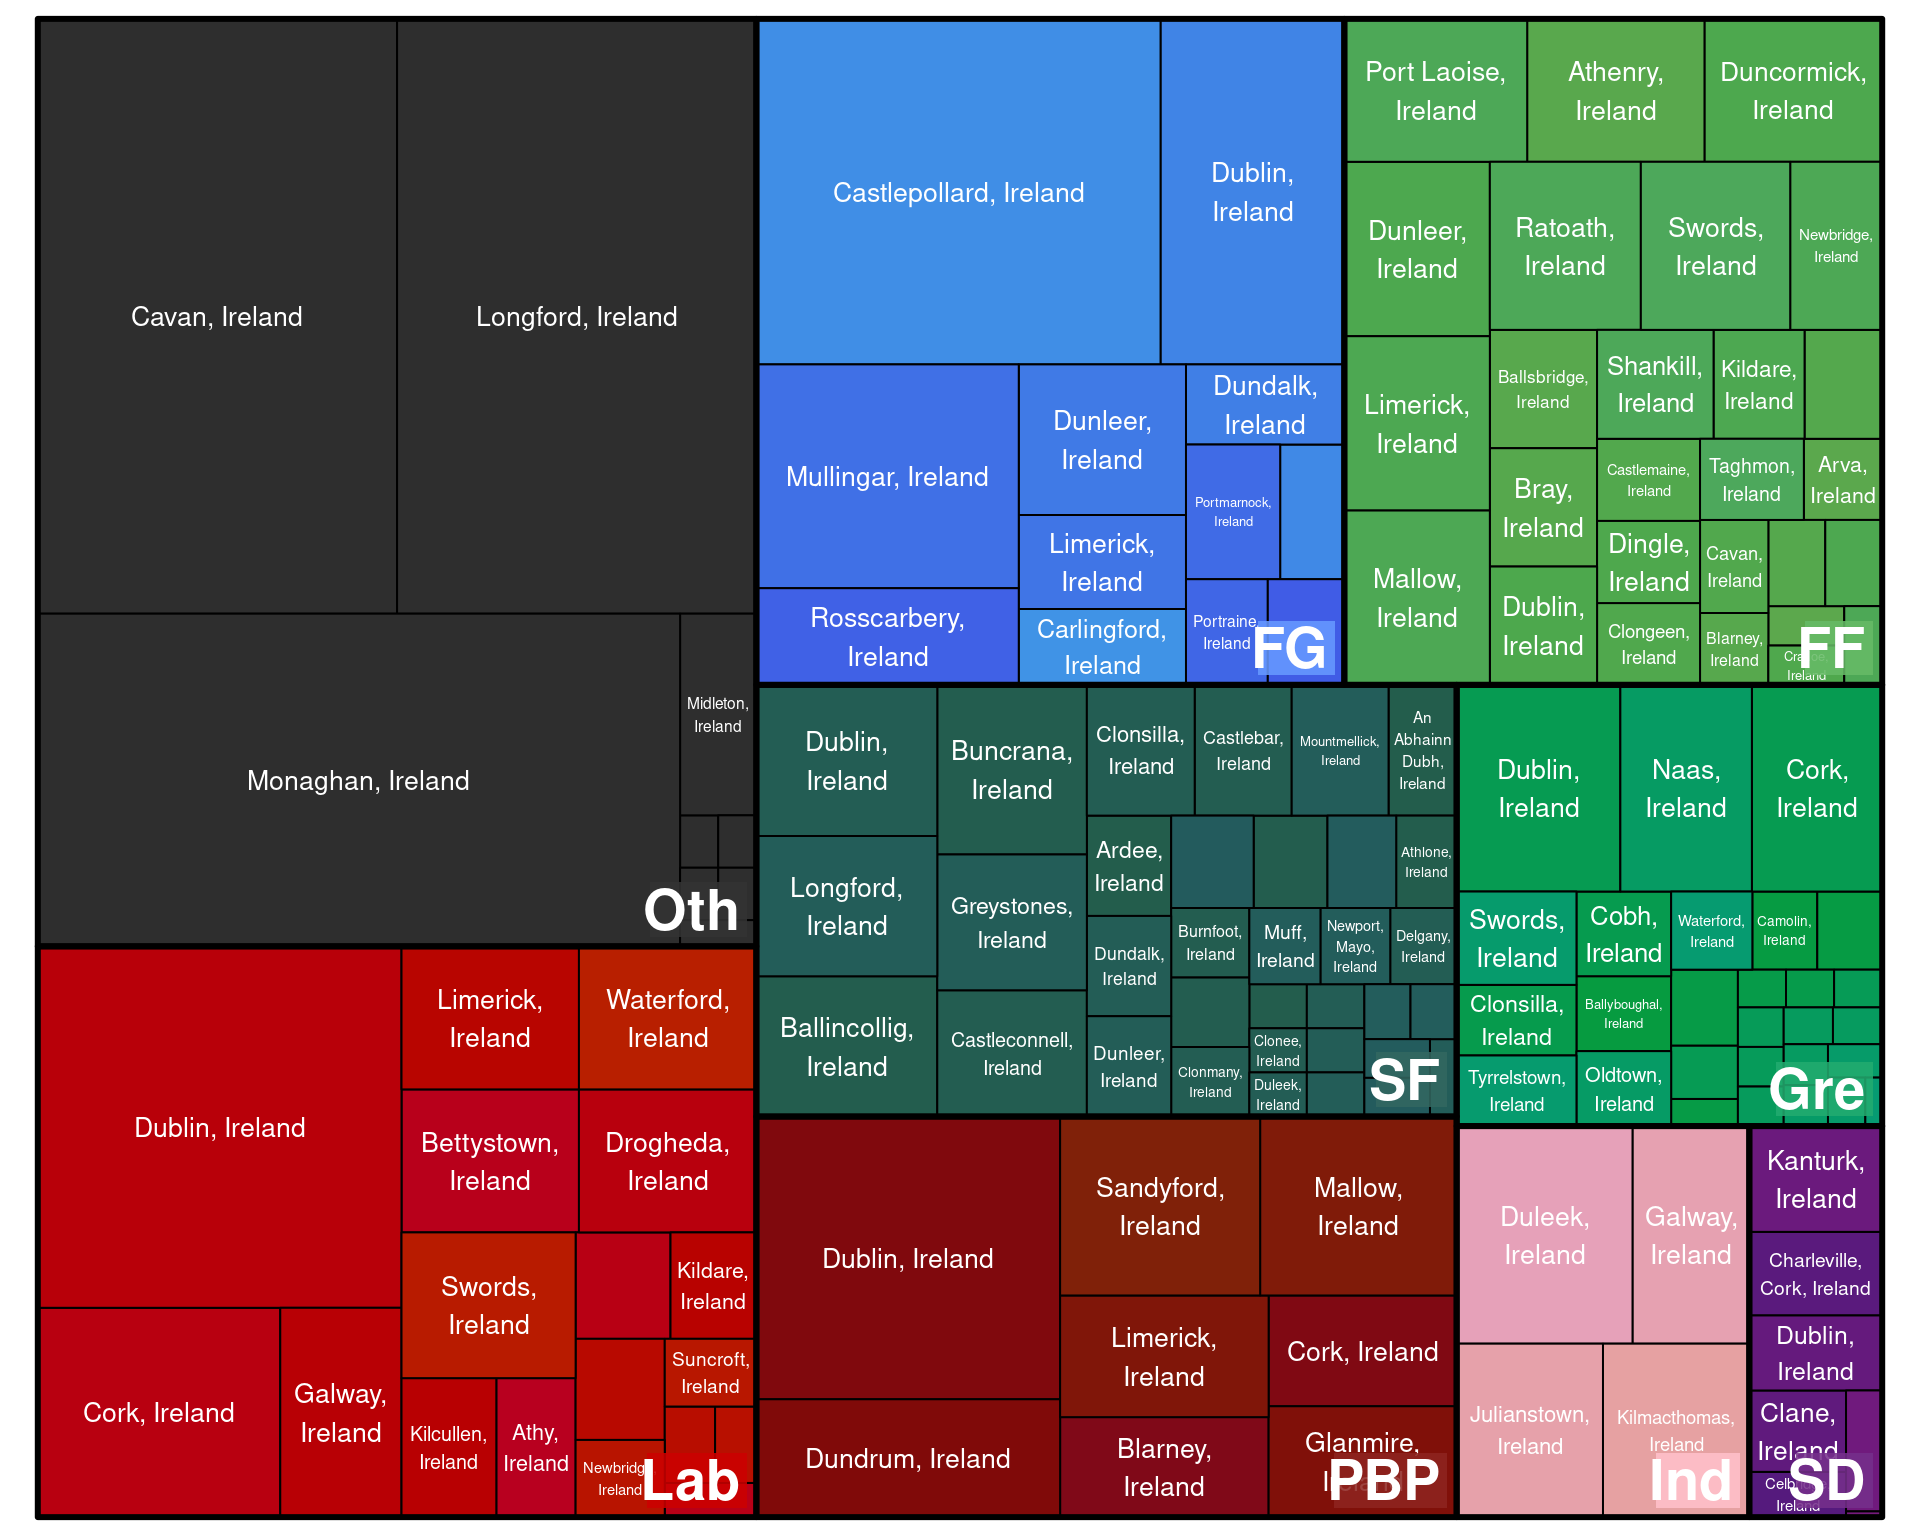 Cavan, Ireland
Longford, Ireland
Monaghan, Ireland
Midleton,
Ireland
Oth
Castlepollard, Ireland
Dublin,
Ireland
Mullingar, Ireland
Dunleer,
Ireland
Dundalk,
Ireland
Portmarnock,
Ireland
Limerick,
Ireland
Rosscarbery,
Ireland
Carlingford,
Ireland
Portraine,
Ireland
FG
Port Laoise,
Ireland
Athenry,
Ireland
Duncormick,
Ireland
Dunleer,
Ireland
Ratoath,
Ireland
Swords,
Ireland
Newbridge,
Ireland
Limerick,
Ireland
Ballsbridge,
Ireland
Shankill,
Ireland
Kildare,
Ireland
Bray,
Ireland
Castlemaine,
Ireland
Taghmon,
Ireland
Arva,
Ireland
Mallow,
Ireland
Dublin,
Ireland
Dingle,
Ireland
Cavan,
Ireland
Clongeen,
Ireland
Blarney,
Ireland
Ireland
FF
Dublin,
Ireland
Buncrana,
Ireland
Clonsilla,
Ireland
Castlebar,
Ireland
Mountmellick,
Ireland
An
Abhainn
Dubh,
Ireland
Longford,
Ireland
Greystones,
Ireland
Ardee,
Ireland
Athlone,
Ireland
Dundalk,
Ireland
Burnfoot,
Ireland
Muff,
Ireland
Newport,
Mayo,
Ireland
Delgany,
Ireland
Ballincollig,
Ireland
Castleconnell,
Ireland
Dunleer,
Ireland
Clonmany,
Ireland
Clonee,
Ireland
Duleek,
Ireland
SF
Dublin,
Ireland
Naas,
Ireland
Cork,
Ireland
Swords,
Ireland
Cobh,
Ireland
Waterford,
Ireland
Camolin,
Ireland
Clonsilla,
Ireland
Ballyboughal,
Ireland
Tyrrelstown,
Ireland
Oldtown,
Ireland
Gre
Dublin, Ireland
Limerick,
Ireland
Waterford,
Ireland
Bettystown,
Ireland
Drogheda,
Ireland
Swords,
Ireland
Kildare,
Ireland
Suncroft,
Ireland
Cork, Ireland
Galway,
Ireland
Kilcullen,
Ireland
Athy,
Ireland
Newbridge,
Ireland
Lab
Dublin, Ireland
Sandyford,
Ireland
Mallow,
Ireland
Limerick,
Ireland
Cork, Ireland
Dundrum, Ireland
Blarney,
Ireland
Glanmire,
Ireland
PBP
Duleek,
Ireland
Galway,
Ireland
Julianstown,
Ireland
Kilmacthomas,
Ireland
Ind
Kanturk,
Ireland
Charleville,
Cork, Ireland
Dublin,
Ireland
Clane,
Ireland
Ireland
SD